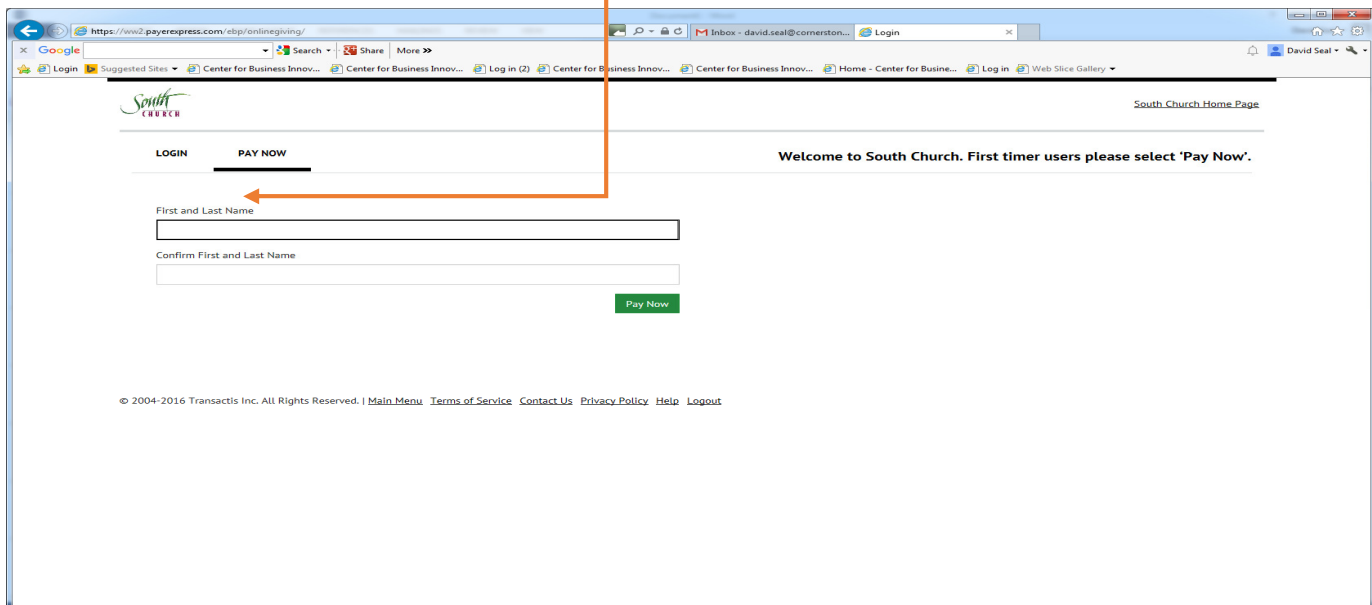 https://ww2.payerexpress.com/ebp/onlinegiving/
Inbox - david.seal@cornerston...
Login
Google
Search
Share
More »
David Seal
Login
Suggested Sites
Center for Business Innov...
Center for Business Innov...
Log in (2)
Center for Business Innov...
Center for Business Innov...
Home - Center for Busine...
Log in
Web Slice Gallery
South
CHURCH
South Church Home Page
LOGIN
PAY NOW
Welcome to South Church. First timer users please select 'Pay Now'.
First and Last Name
Confirm First and Last Name
Pay Now
© 2004-2016 Transactis Inc. All Rights Reserved. | Main Menu Terms of Service Contact Us Privacy Policy Help Logout